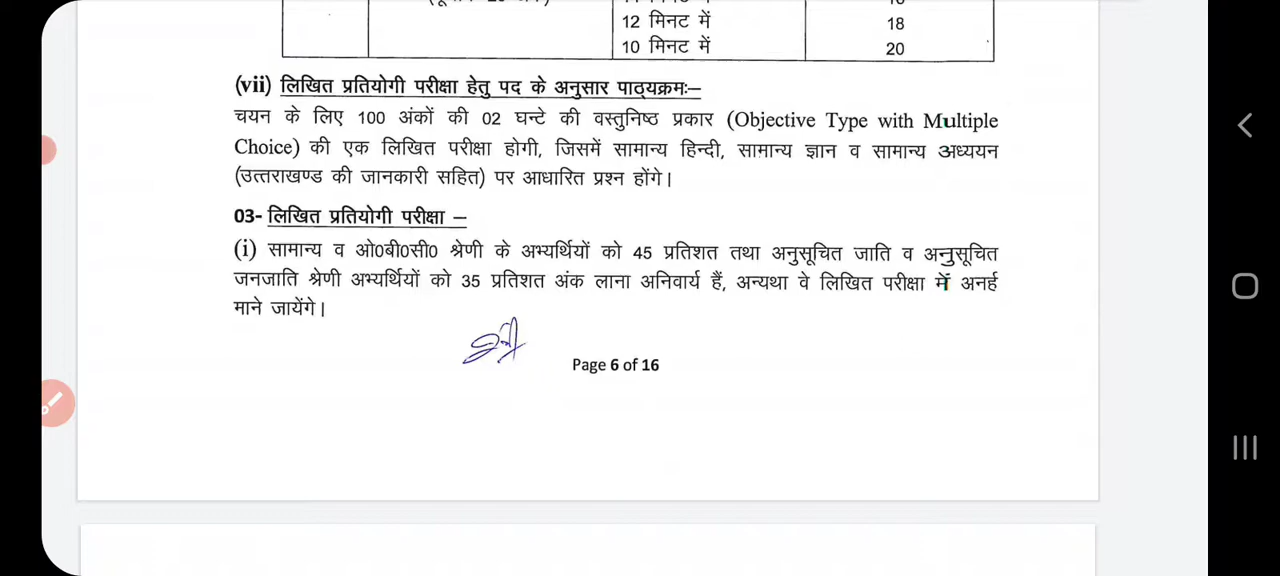 12 मिनट में 18
10 मिनट में 20
(vii) लिखित प्रतियोगी परीक्षा हेतु पद के अनुसार पाठ्यक्रमः–
चयन के लिए 100 अंकों की 02 घन्टे की वस्तुनिष्ठ प्रकार (Objective Type with Multiple
Choice) की एक लिखित परीक्षा होगी, जिसमें सामान्य हिन्दी, सामान्य ज्ञान व सामान्य अध्ययन
(उत्तराखण्ड की जानकारी सहित) पर आधारित प्रश्न होंगे।
03- लिखित प्रतियोगी परीक्षा –
(i) सामान्य व ओ0बी0सी0 श्रेणी के अभ्यर्थियों को 45 प्रतिशत तथा अनुसूचित जाति व अनुसूचित
जनजाति श्रेणी अभ्यर्थियों को 35 प्रतिशत अंक लाना अनिवार्य हैं, अन्यथा वे लिखित परीक्षा में अनर्ह
माने जायेंगे।
Page 6 of 16